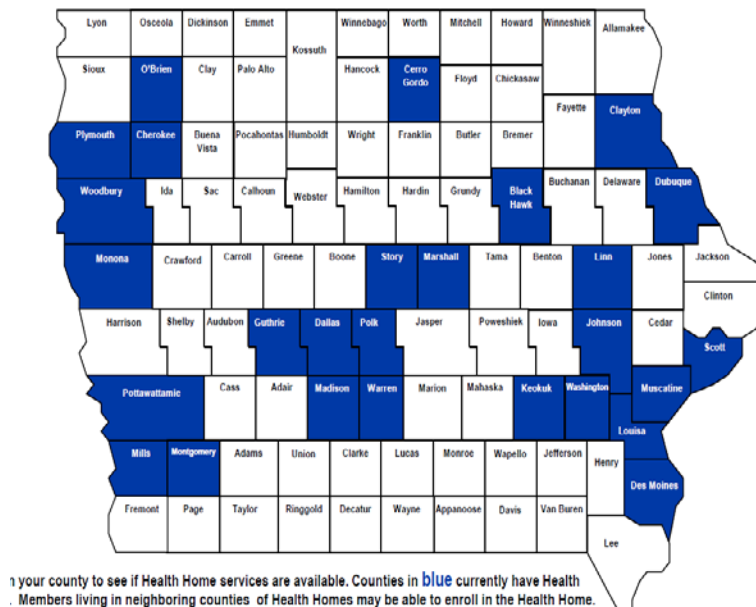 Lyon Osceola Dickinson Emmet Winnebago Worth Mitchell Howard Winneshiek Allamakee
Kossuth
Sioux O'Brien Clay Palo Alto Hancock Cerro Gordo Floyd Chickasaw
Fayette Clayton
Plymouth Cherokee Buena Vista Pocahontas Humboldt Wright Franklin Butler Bremer
Woodbury Ida Sac Calhoun Webster Hamilton Hardin Grundy Black Hawk Buchanan Delaware Dubuque
Monona Crawford Carroll Greene Boone Story Marshall Tama Benton Linn Jones Jackson
Clinton
Harrison Shelby Audubon Guthrie Dallas Polk Jasper Poweshiek Iowa Johnson Cedar
Scott
Pottawattamie Cass Adair Madison Warren Marion Mahaska Keokuk Washington Muscatine
Louisa
Mills Montgomery Adams Union Clarke Lucas Monroe Wapello Jefferson Henry
Des Moines
Fremont Page Taylor Ringgold Decatur Wayne Appanoose Davis Van Buren
Lee
your county to see if Health Home services are available. Counties in blue currently have Health
. Members living in neighboring counties of Health Homes may be able to enroll in the Health Home.